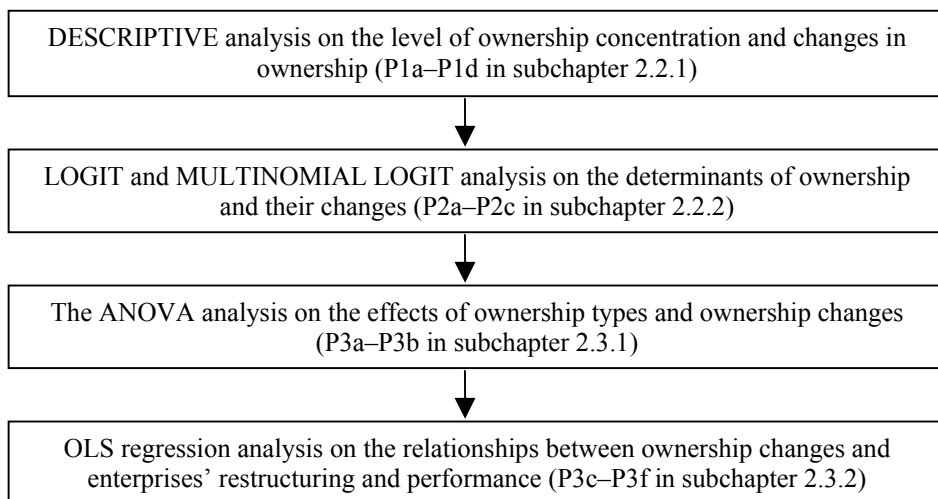 DESCRIPTIVE analysis on the level of ownership concentration and changes in
ownership (P1a–P1d in subchapter 2.2.1)
LOGIT and MULTINOMIAL LOGIT analysis on the determinants of ownership
and their changes (P2a–P2c in subchapter 2.2.2)
The ANOVA analysis on the effects of ownership types and ownership changes
(P3a–P3b in subchapter 2.3.1)
OLS regression analysis on the relationships between ownership changes and
enterprises’ restructuring and performance (P3c–P3f in subchapter 2.3.2)